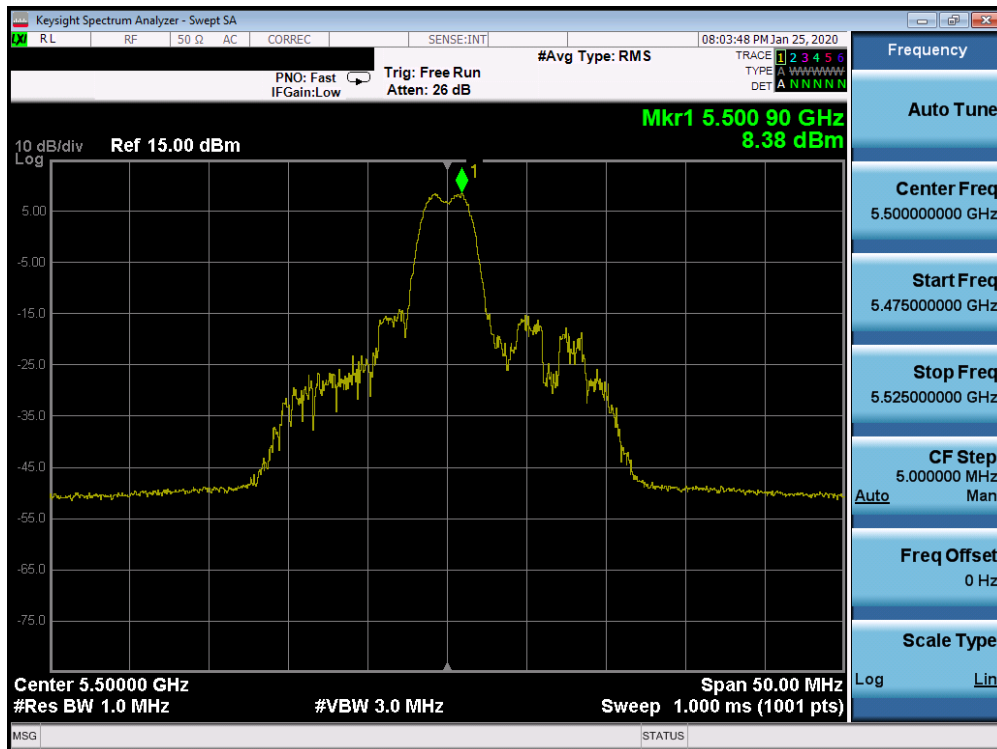 Keysight Spectrum Analyzer - Swept SA
LXI RL RF 50 Ω AC CORREC SENSE:INT 08:03:48 PM Jan 25, 2020
#Avg Type: RMS
TRACE 1 2 3 4 5 6
TYPE A WWWWW
DET A N N N N N
PNO: Fast
IFGain:Low
Trig: Free Run
Atten: 26 dB
Mkr1 5.500 90 GHz
8.38 dBm
10 dB/div
Log
Ref 15.00 dBm
1
5.00
-5.00
-15.0
-25.0
-35.0
-45.0
-55.0
-65.0
-75.0
Center 5.50000 GHz
#Res BW 1.0 MHz
#VBW 3.0 MHz
Span 50.00 MHz
Sweep 1.000 ms (1001 pts)
MSG
STATUS
Frequency
Auto Tune
Center Freq
5.500000000 GHz
Start Freq
5.475000000 GHz
Stop Freq
5.525000000 GHz
CF Step
5.000000 MHz
Auto Man
Freq Offset
0 Hz
Scale Type
Log Lin